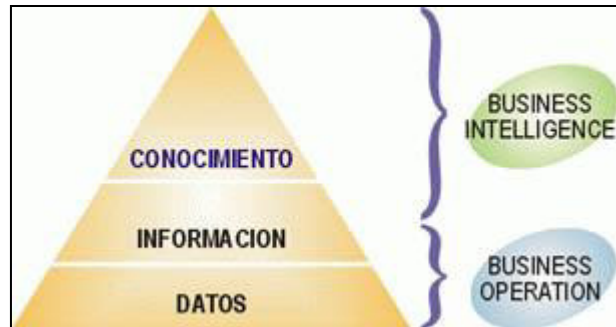 CONOCIMIENTO
INFORMACION
DATOS
BUSINESS
INTELLIGENCE
BUSINESS
OPERATION